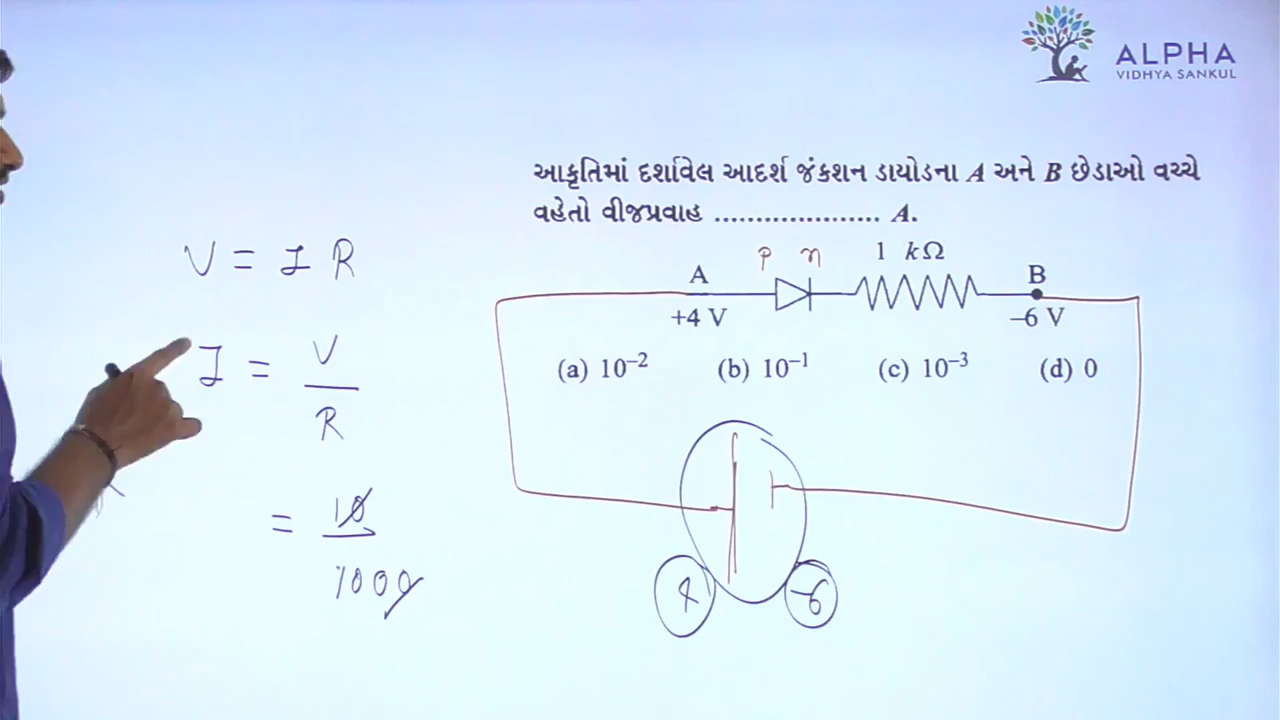 ALPHA
VIDHYA SANKUL
આકૃતિમાં દર્શાવેલ આદર્શ જંકશન ડાયોડના A અને B છેડાઓ વચ્ચે
વહેતો વીજપ્રવાહ .................... A.
P n 1 kΩ
A B
+4 V –6 V
(a) 10⁻² (b) 10⁻¹ (c) 10⁻³ (d) 0
V = I R
I = V
R
= 10
1000
4 -6